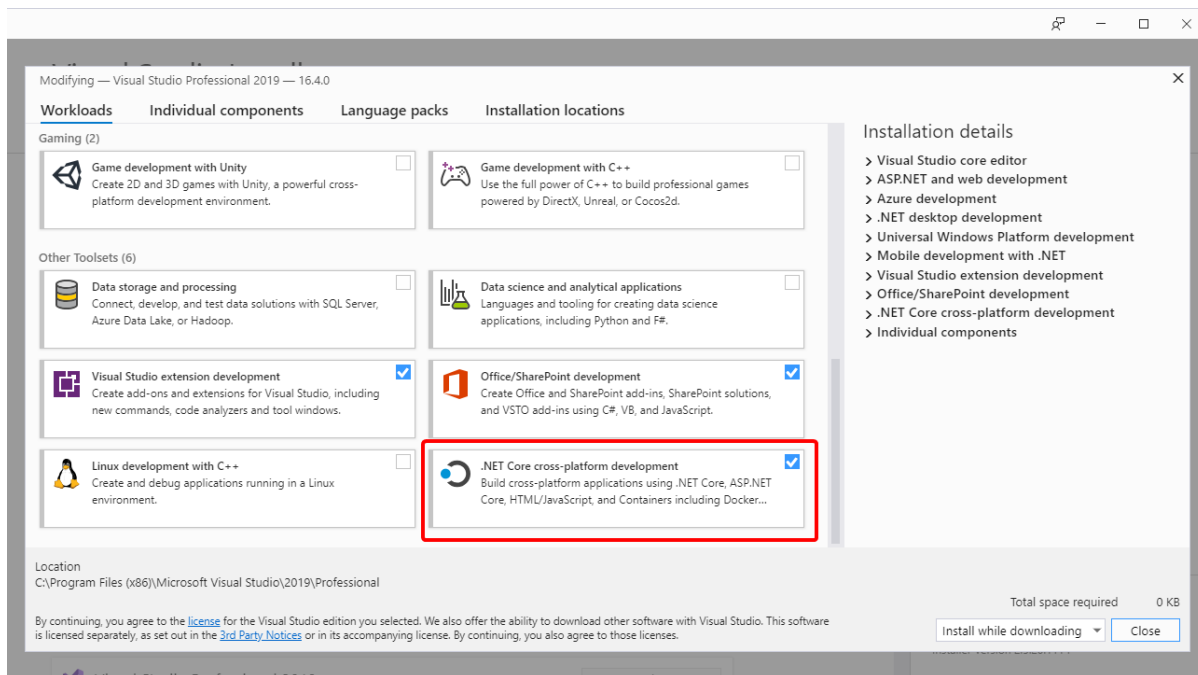 Modifying — Visual Studio Professional 2019 — 16.4.0
Workloads
Individual components
Language packs
Installation locations
Gaming (2)
Game development with Unity
Create 2D and 3D games with Unity, a powerful cross-
platform development environment.
Game development with C++
Use the full power of C++ to build professional games
powered by DirectX, Unreal, or Cocos2d.
Other Toolsets (6)
Data storage and processing
Connect, develop, and test data solutions with SQL Server,
Azure Data Lake, or Hadoop.
Data science and analytical applications
Languages and tooling for creating data science
applications, including Python and F#.
Visual Studio extension development
Create add-ons and extensions for Visual Studio, including
new commands, code analyzers and tool windows.
Office/SharePoint development
Create Office and SharePoint add-ins, SharePoint solutions,
and VSTO add-ins using C#, VB, and JavaScript.
Linux development with C++
Create and debug applications running in a Linux
environment.
.NET Core cross-platform development
Build cross-platform applications using .NET Core, ASP.NET
Core, HTML/JavaScript, and Containers including Docker...
Installation details
Visual Studio core editor
ASP.NET and web development
Azure development
.NET desktop development
Universal Windows Platform development
Mobile development with .NET
Visual Studio extension development
Office/SharePoint development
.NET Core cross-platform development
Individual components
Location
C:\Program Files (x86)\Microsoft Visual Studio\2019\Professional
By continuing, you agree to the license for the Visual Studio edition you selected. We also offer the ability to download other software with Visual Studio. This software
is licensed separately, as set out in the 3rd Party Notices or in its accompanying license. By continuing, you also agree to those licenses.
Total space required 0 KB
Install while downloading
Close